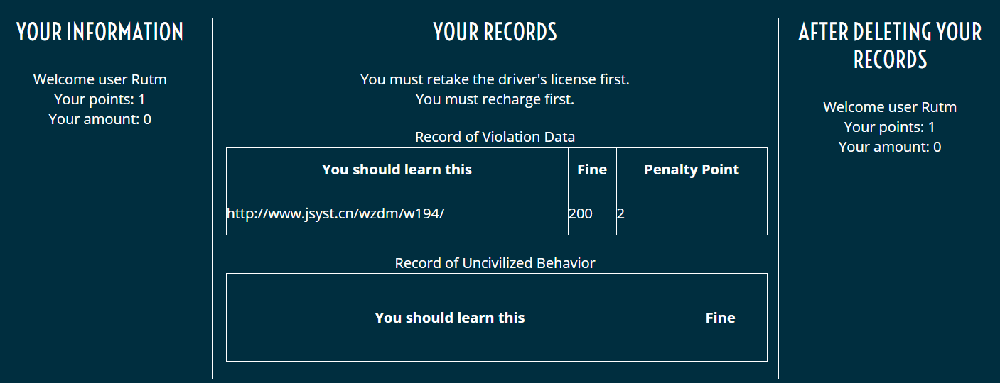 YOUR INFORMATION
Welcome user Rutm
Your points: 1
Your amount: 0
YOUR RECORDS
You must retake the driver's license first.
You must recharge first.
Record of Violation Data
You should learn this Fine Penalty Point
http://www.jsyst.cn/wzdm/w194/ 200 2
Record of Uncivilized Behavior
You should learn this Fine
AFTER DELETING YOUR
RECORDS
Welcome user Rutm
Your points: 1
Your amount: 0